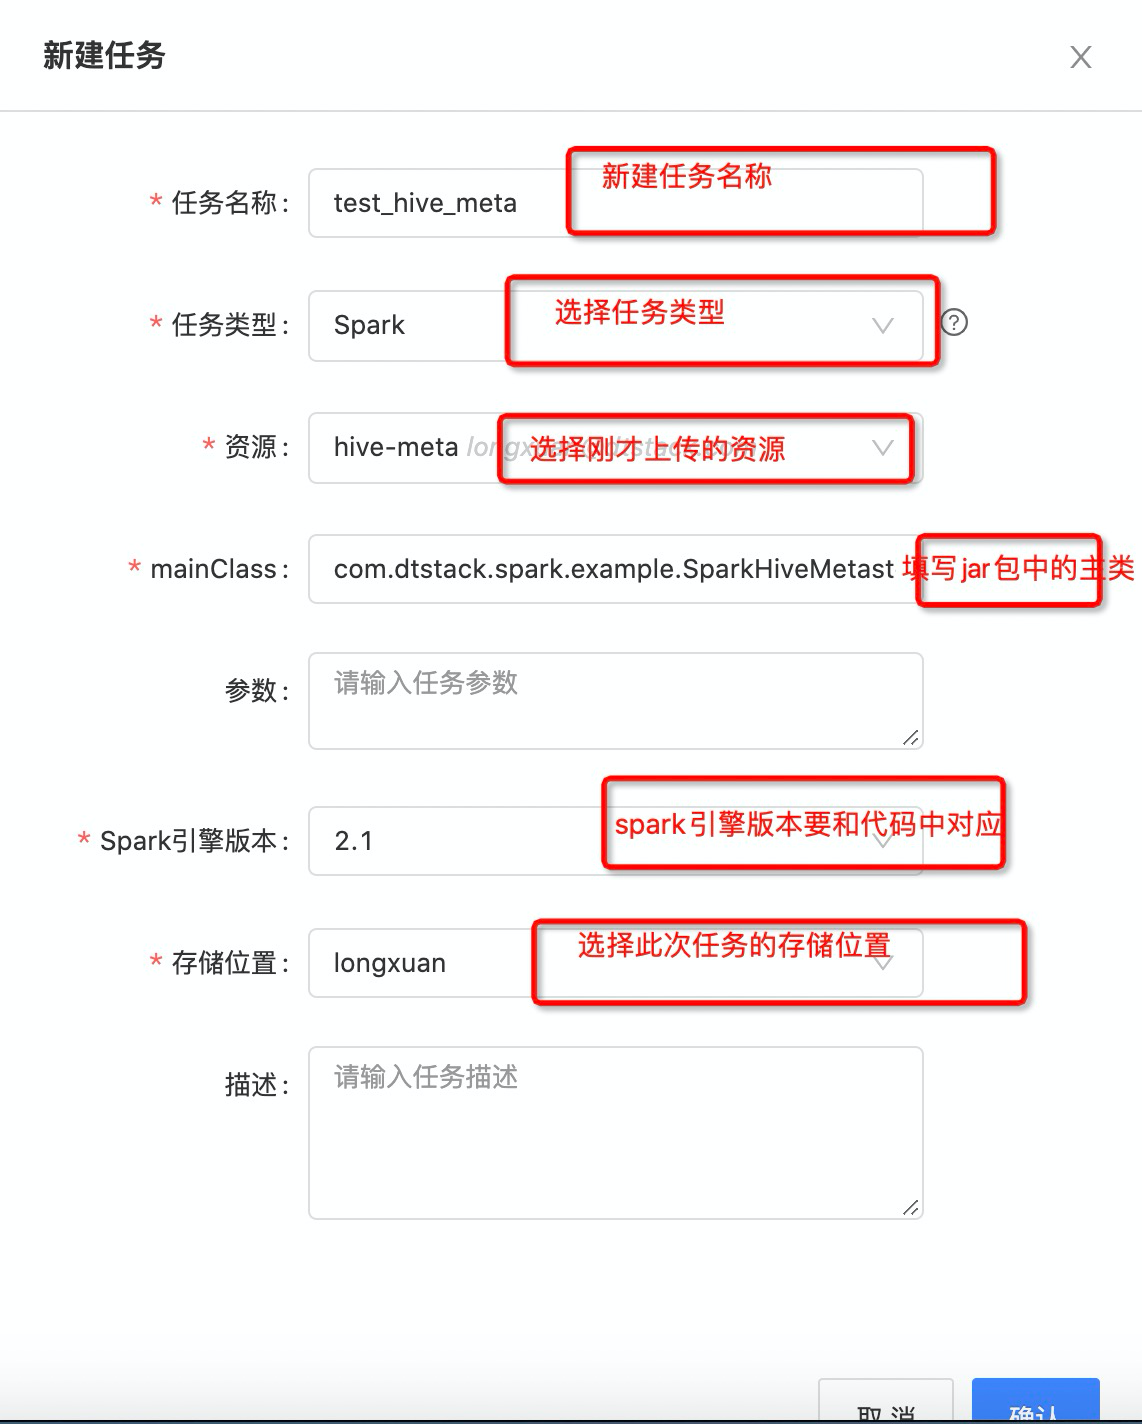 新建任务
* 任务名称: test_hive_meta 新建任务名称
* 任务类型: Spark 选择任务类型 ?
* 资源: hive-meta 选择刚才上传的资源
* mainClass: com.dtstack.spark.example.SparkHiveMetast 填写jar包中的主类
参数: 请输入任务参数
* Spark引擎版本: 2.1 spark引擎版本要和代码中对应
* 存储位置: longxuan 选择此次任务的存储位置
描述: 请输入任务描述
取 消 确认